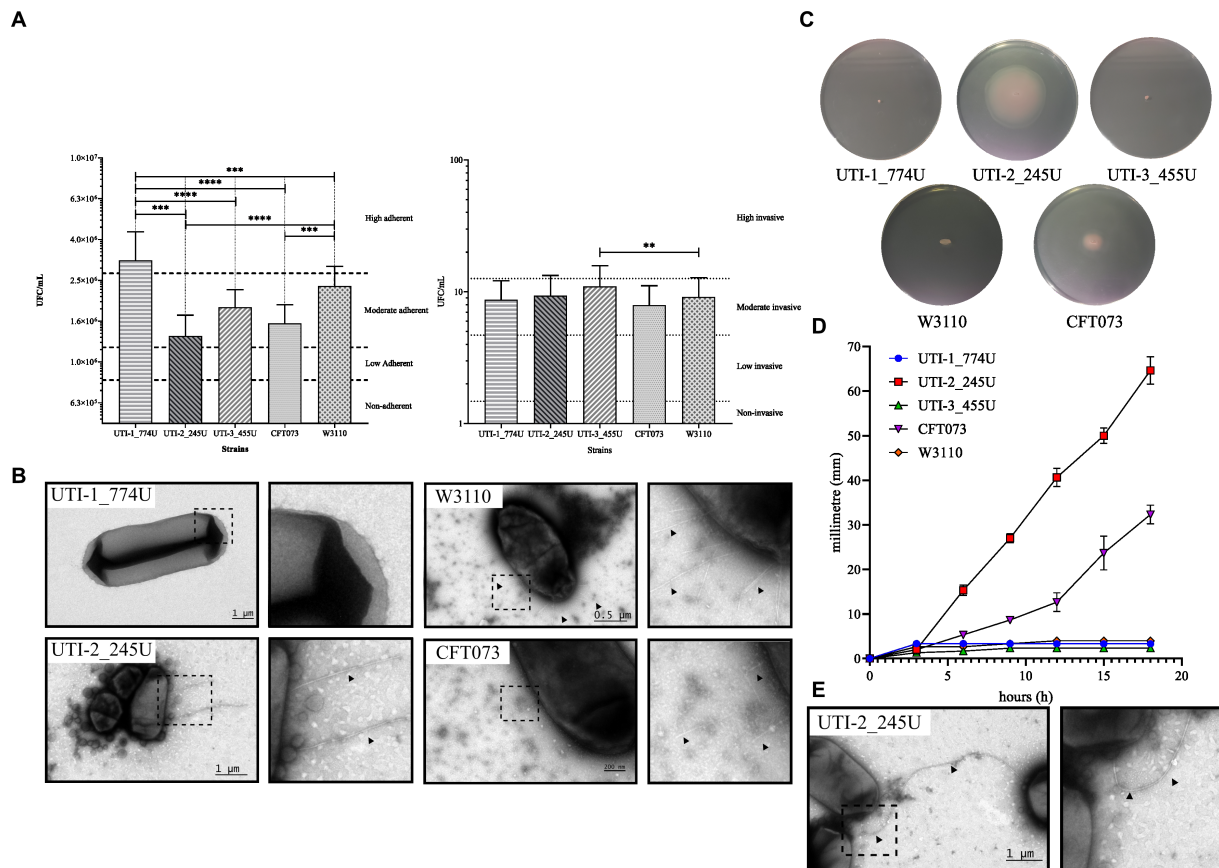 A
1.0×10⁷
6.3×10⁶
4.0×10⁶
2.5×10⁶
1.6×10⁶
1.0×10⁶
6.3×10⁵
UFC/mL
***
****
****
***
****
***
High adherent
Moderate adherent
Low Adherent
Non-adherent
UTI-1_774U
UTI-2_245U
UTI-3_455U
CFT073
W3110
Strains
100
10
1
UFC/mL
**
High invasive
Moderate invasive
Low invasive
Non-invasive
UTI-1_774U
UTI-2_245U
UTI-3_455U
CFT073
W3110
Strains
B
UTI-1_774U
1 μm
W3110
0.5 μm
UTI-2_245U
1 μm
CFT073
200 nm
C
UTI-1_774U
UTI-2_245U
UTI-3_455U
W3110
CFT073
D
70
60
50
40
30
20
10
0
millimetre (mm)
UTI-1_774U
UTI-2_245U
UTI-3_455U
CFT073
W3110
0
5
10
15
20
hours (h)
E
UTI-2_245U
1 μm